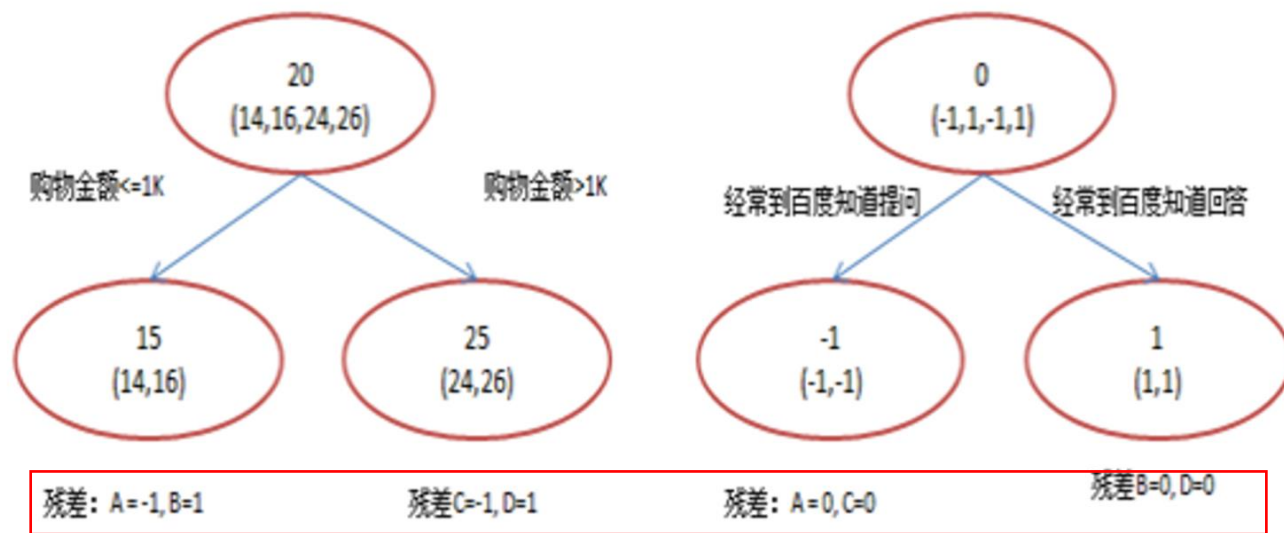 20
(14,16,24,26)
购物金额<=1K
购物金额>1K
15
(14,16)
25
(24,26)
残差：A = -1, B=1
残差C=-1, D=1
0
(-1,1,-1,1)
经常到百度知道提问
经常到百度知道回答
-1
(-1,-1)
1
(1,1)
残差：A = 0, C=0
残差B=0, D=0